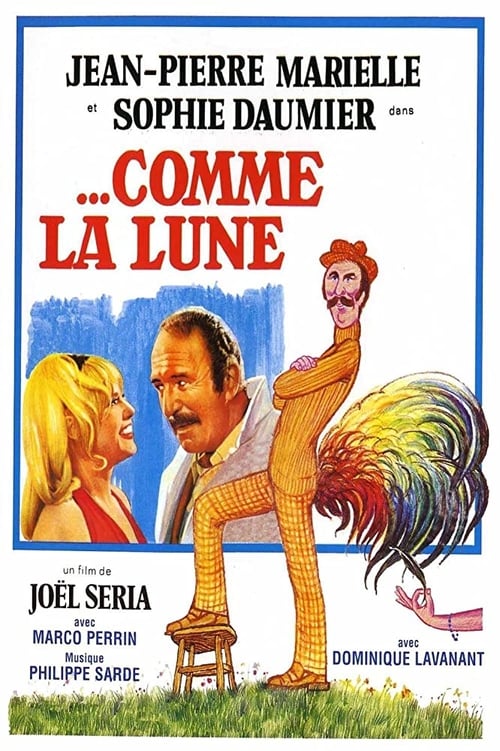 JEAN-PIERRE MARIELLE
et SOPHIE DAUMIER dans
...COMME
LA LUNE
un film de
JOËL SERIA
avec
MARCO PERRIN
Musique
PHILIPPE SARDE
avec
DOMINIQUE LAVANANT